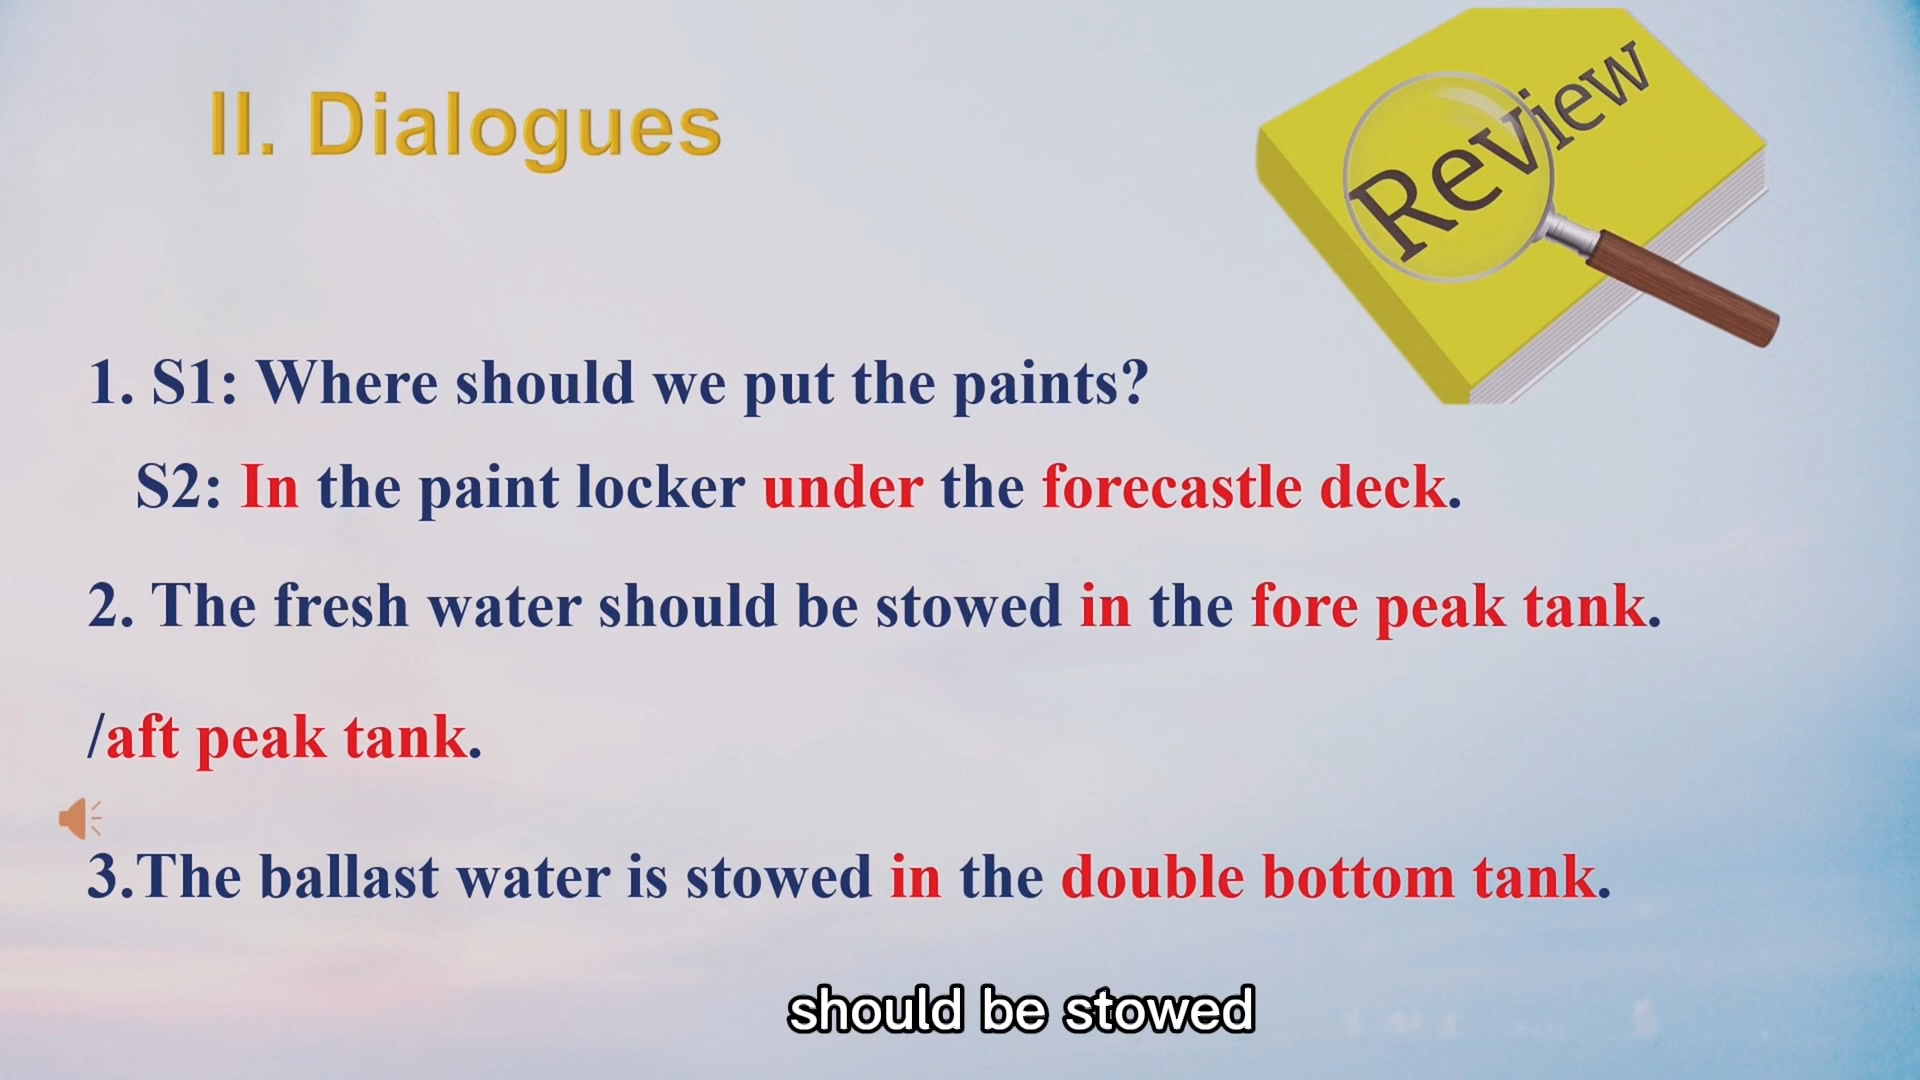 II. Dialogues
Review
1. S1: Where should we put the paints?
S2: In the paint locker under the forecastle deck.
2. The fresh water should be stowed in the fore peak tank.
/aft peak tank.
3.The ballast water is stowed in the double bottom tank.
should be stowed